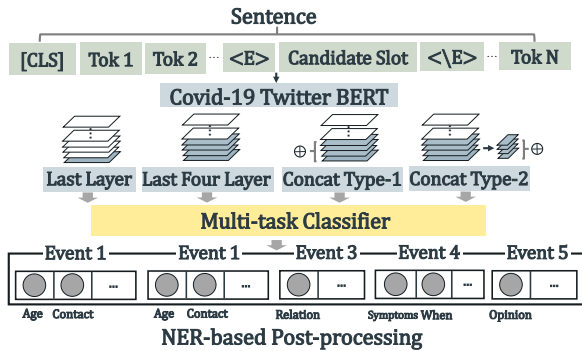 Sentence
[CLS] Tok 1 Tok 2 ... <E> Candidate Slot <\E> ... Tok N
Covid-19 Twitter BERT
⊕ ⊕
Last Layer Last Four Layer Concat Type-1 Concat Type-2
Multi-task Classifier
Event 1 Event 1 Event 3 Event 4 Event 5
... ... ... ... ...
Age Contact Age Contact Relation Symptoms When Opinion
NER-based Post-processing